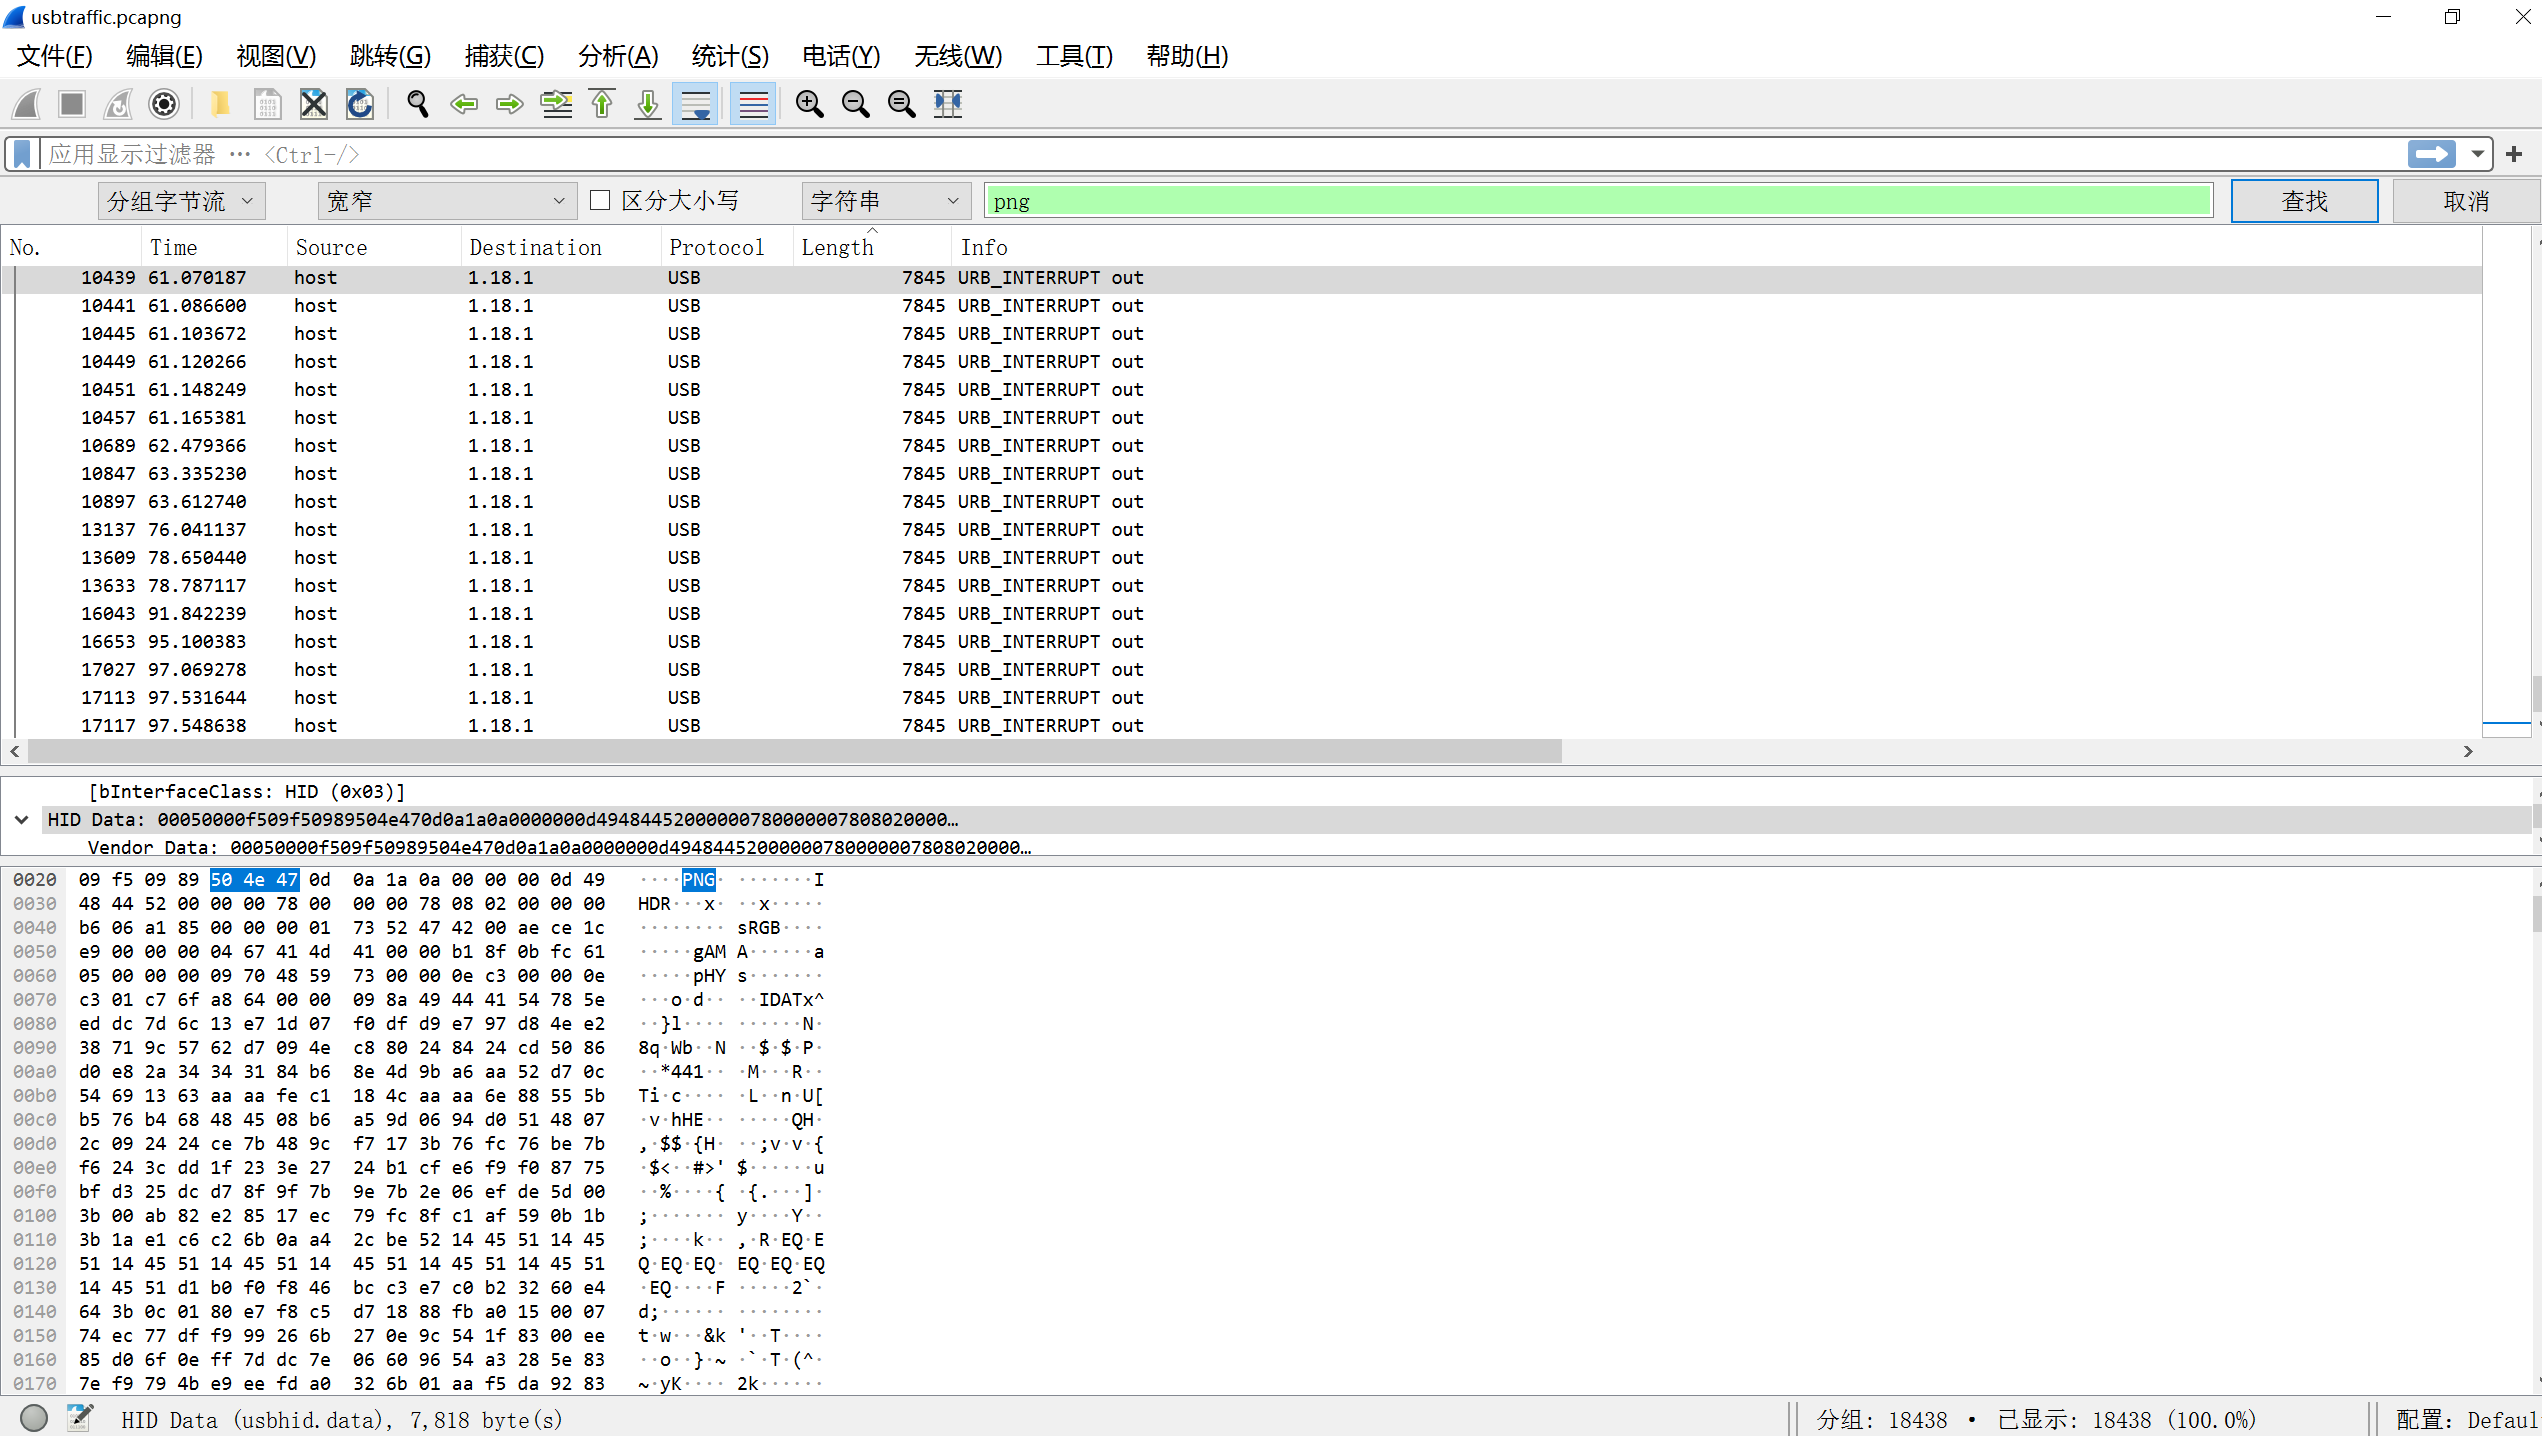 usbtraffic.pcapng
文件(F) 编辑(E) 视图(V) 跳转(G) 捕获(C) 分析(A) 统计(S) 电话(Y) 无线(W) 工具(T) 帮助(H)
应用显示过滤器 … <Ctrl-/>
分组字节流 宽窄 区分大小写 字符串 png 查找 取消
No. Time Source Destination Protocol Length Info
10439 61.070187 host 1.18.1 USB 7845 URB_INTERRUPT out
10441 61.086600 host 1.18.1 USB 7845 URB_INTERRUPT out
10445 61.103672 host 1.18.1 USB 7845 URB_INTERRUPT out
10449 61.120266 host 1.18.1 USB 7845 URB_INTERRUPT out
10451 61.148249 host 1.18.1 USB 7845 URB_INTERRUPT out
10457 61.165381 host 1.18.1 USB 7845 URB_INTERRUPT out
10689 62.479366 host 1.18.1 USB 7845 URB_INTERRUPT out
10847 63.335230 host 1.18.1 USB 7845 URB_INTERRUPT out
10897 63.612740 host 1.18.1 USB 7845 URB_INTERRUPT out
13137 76.041137 host 1.18.1 USB 7845 URB_INTERRUPT out
13609 78.650440 host 1.18.1 USB 7845 URB_INTERRUPT out
13633 78.787117 host 1.18.1 USB 7845 URB_INTERRUPT out
16043 91.842239 host 1.18.1 USB 7845 URB_INTERRUPT out
16653 95.100383 host 1.18.1 USB 7845 URB_INTERRUPT out
17027 97.069278 host 1.18.1 USB 7845 URB_INTERRUPT out
17113 97.531644 host 1.18.1 USB 7845 URB_INTERRUPT out
17117 97.548638 host 1.18.1 USB 7845 URB_INTERRUPT out
[bInterfaceClass: HID (0x03)]
HID Data: 00050000f509f50989504e470d0a1a0a0000000d49484452000000780000007808020000…
Vendor Data: 00050000f509f50989504e470d0a1a0a0000000d49484452000000780000007808020000…
0020 09 f5 09 89 50 4e 47 0d 0a 1a 0a 00 00 00 0d 49 ····PNG· ·······I
0030 48 44 52 00 00 00 78 00 00 00 78 08 02 00 00 00 HDR···x· ··x·····
0040 b6 06 a1 85 00 00 00 01 73 52 47 42 00 ae ce 1c ········ sRGB····
0050 e9 00 00 00 04 67 41 4d 41 00 00 b1 8f 0b fc 61 ·····gAM A······a
0060 05 00 00 00 09 70 48 59 73 00 00 0e c3 00 00 0e ·····pHY s·······
0070 c3 01 c7 6f a8 64 00 00 09 8a 49 44 41 54 78 5e ···o·d·· ··IDATx^
0080 ed dc 7d 6c 13 e7 1d 07 f0 df d9 e7 97 d8 4e e2 ··}l···· ······N·
0090 38 71 9c 57 62 d7 09 4e c8 80 24 84 24 cd 50 86 8q·Wb··N ··$·$·P·
00a0 d0 e8 2a 34 34 31 84 b6 8e 4d 9b a6 aa 52 d7 0c ··*441·· ·M···R··
00b0 54 69 13 63 aa aa fe c1 18 4c aa aa 6e 88 55 5b Ti·c···· ·L··n·U[
00c0 b5 76 b4 68 48 45 08 b6 a5 9d 06 94 d0 51 48 07 ·v·hHE·· ·····QH·
00d0 2c 09 24 24 ce 7b 48 9c f7 17 3b 76 fc 76 be 7b ,·$$·{H· ··;v·v·{
00e0 f6 24 3c dd 1f 23 3e 27 24 b1 cf e6 f9 f0 87 75 ·$<··#>' $······u
00f0 bf d3 25 dc d7 8f 9f 7b 9e 7b 2e 06 ef de 5d 00 ··%····{ ·{.···]·
0100 3b 00 ab 82 e2 85 17 ec 79 fc 8f c1 af 59 0b 1b ;······· y····Y··
0110 3b 1a e1 c6 c2 6b 0a a4 2c be 52 14 45 51 14 45 ;····k·· ,·R·EQ·E
0120 51 14 45 51 14 45 51 14 45 51 14 45 51 14 45 51 Q·EQ·EQ· EQ·EQ·EQ
0130 14 45 51 d1 b0 f0 f8 46 bc c3 e7 c0 b2 32 60 e4 ·EQ····F ·····2`·
0140 64 3b 0c 01 80 e7 f8 c5 d7 18 88 fb a0 15 00 07 d;······ ········
0150 74 ec 77 df f9 99 26 6b 27 0e 9c 54 1f 83 00 ee t·w···&k '··T····
0160 85 d0 6f 0e ff 7d dc 7e 06 60 96 54 a3 28 5e 83 ··o··}·~ ·`·T·(^·
0170 7e f9 79 4b e9 ee fd a0 32 6b 01 aa f5 da 92 83 ~·yK···· 2k······
HID Data (usbhid.data), 7,818 byte(s) 分组: 18438 · 已显示: 18438 (100.0%) 配置: Defaul